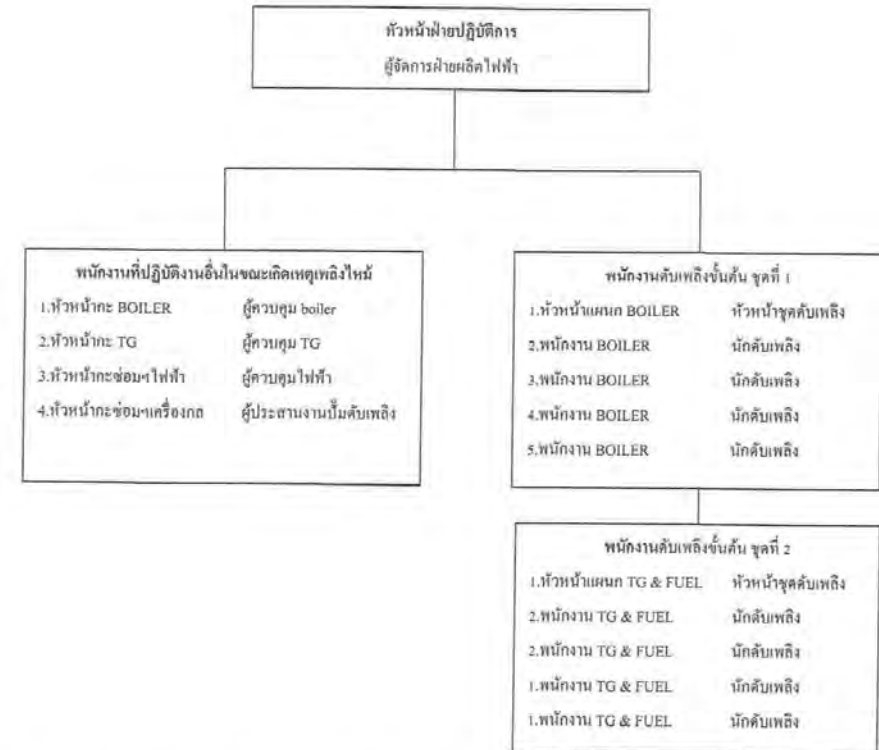 หัวหน้าฝ่ายปฏิบัติการ
ผู้จัดการฝ่ายผลิตไฟฟ้า
พนักงานที่ปฏิบัติงานอื่นในขณะเกิดเหตุเพลิงไหม้
1.หัวหน้ากะ BOILER ผู้ควบคุม boiler
2.หัวหน้ากะ TG ผู้ควบคุม TG
3.หัวหน้ากะซ่อมฯไฟฟ้า ผู้ควบคุมไฟฟ้า
4.หัวหน้ากะซ่อมฯเครื่องกล ผู้ประสานงานปั๊มดับเพลิง
พนักงานดับเพลิงขั้นต้น ชุดที่ 1
1.หัวหน้าแผนก BOILER หัวหน้าชุดดับเพลิง
2.พนักงาน BOILER นักดับเพลิง
3.พนักงาน BOILER นักดับเพลิง
4.พนักงาน BOILER นักดับเพลิง
5.พนักงาน BOILER นักดับเพลิง
พนักงานดับเพลิงขั้นต้น ชุดที่ 2
1.หัวหน้าแผนก TG & FUEL หัวหน้าชุดดับเพลิง
2.พนักงาน TG & FUEL นักดับเพลิง
2.พนักงาน TG & FUEL นักดับเพลิง
1.พนักงาน TG & FUEL นักดับเพลิง
1.พนักงาน TG & FUEL นักดับเพลิง